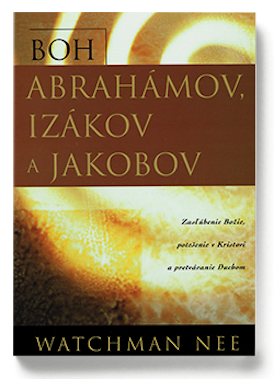 BOH
ABRAHÁMOV,
IZÁKOV
A JAKOBOV
Zasľúbenie Božie,
potešenie v Kristovi
a pretváranie Duchom
WATCHMAN NEE